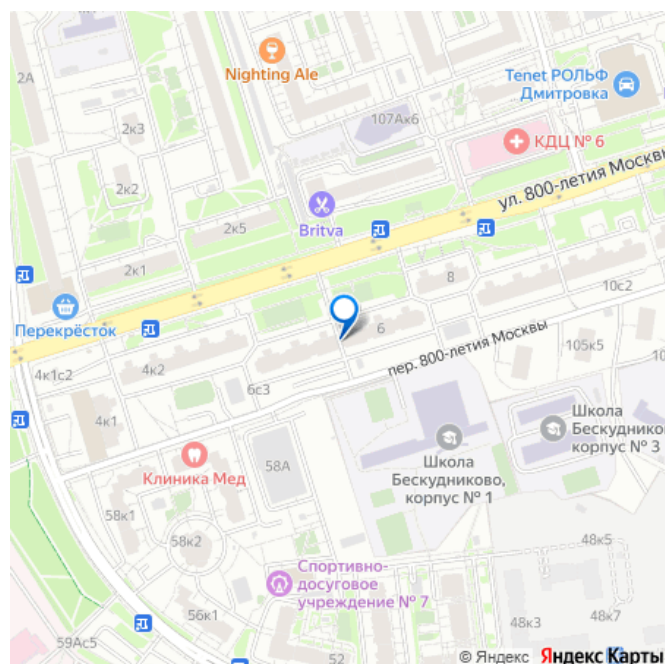 2А
Nighting Ale
Tenet РОЛЬФ
Дмитровка
2к3
107Ак6
КДЦ № 6
2к2
ул. 800-летия Москвы
Britva
2к5
2к1
8
10с2
Перекрёсток
6
пер. 800-летия Москвы
105к5
4к1с2
4к2
6с3
4к1
Школа
Бескудниково,
корпус № 1
Школа
Бескудников
корпус № 3
Клиника Мед
58А
58к1
58к2
48к5
Спортивно-
досуговое
учреждение № 7
56к1
48к3
48к7
59Ас5
52
© Яндекс Яндекс Карты